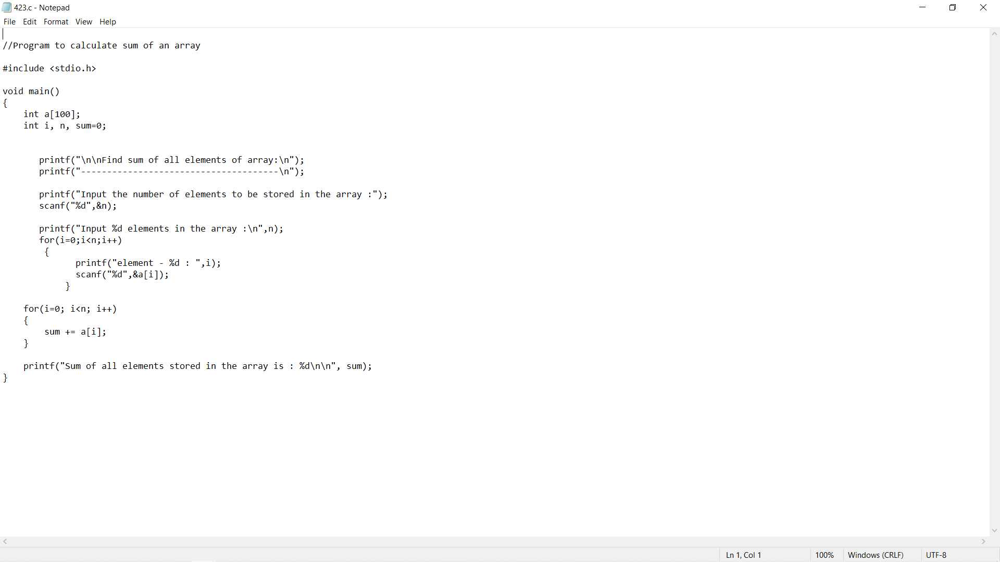 423.c - Notepad
File Edit Format View Help
//Program to calculate sum of an array
#include <stdio.h>
void main()
{
    int a[100];
    int i, n, sum=0;
       printf("\n\nFind sum of all elements of array:\n");
       printf("--------------------------------------\n");
       printf("Input the number of elements to be stored in the array :");
       scanf("%d",&n);
       printf("Input %d elements in the array :\n",n);
       for(i=0;i<n;i++)
        {
              printf("element - %d : ",i);
              scanf("%d",&a[i]);
            }
    for(i=0; i<n; i++)
    {
        sum += a[i];
    }
    printf("Sum of all elements stored in the array is : %d\n\n", sum);
}
Ln 1, Col 1 100% Windows (CRLF) UTF-8